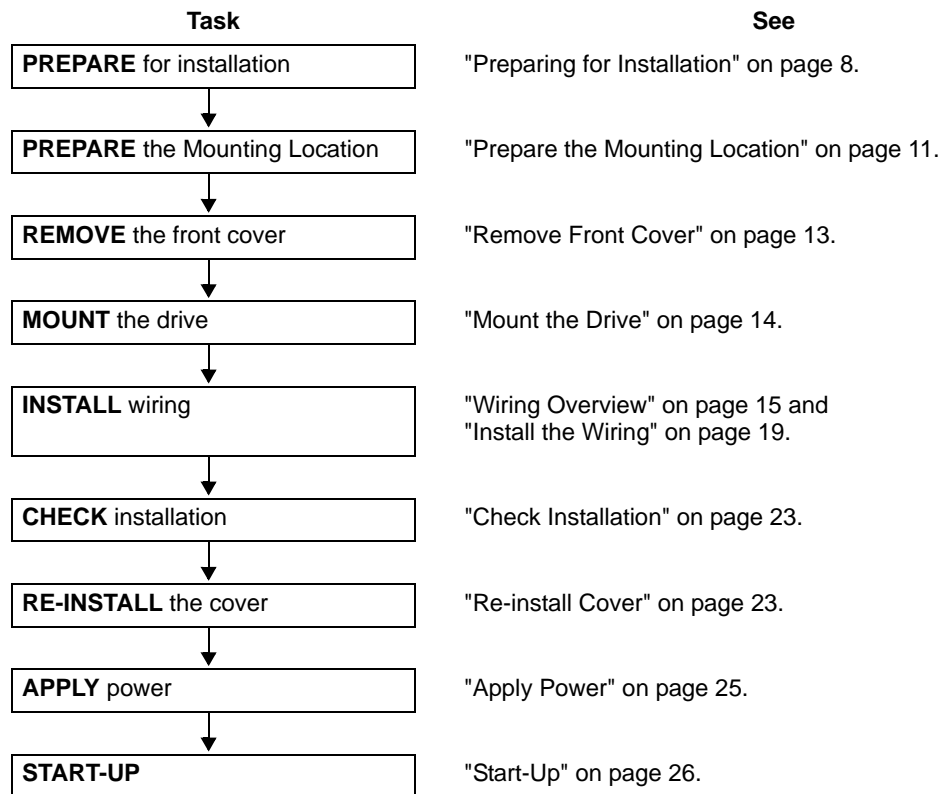 Task See
PREPARE for installation "Preparing for Installation" on page 8.
PREPARE the Mounting Location "Prepare the Mounting Location" on page 11.
REMOVE the front cover "Remove Front Cover" on page 13.
MOUNT the drive "Mount the Drive" on page 14.
INSTALL wiring "Wiring Overview" on page 15 and
"Install the Wiring" on page 19.
CHECK installation "Check Installation" on page 23.
RE-INSTALL the cover "Re-install Cover" on page 23.
APPLY power "Apply Power" on page 25.
START-UP "Start-Up" on page 26.